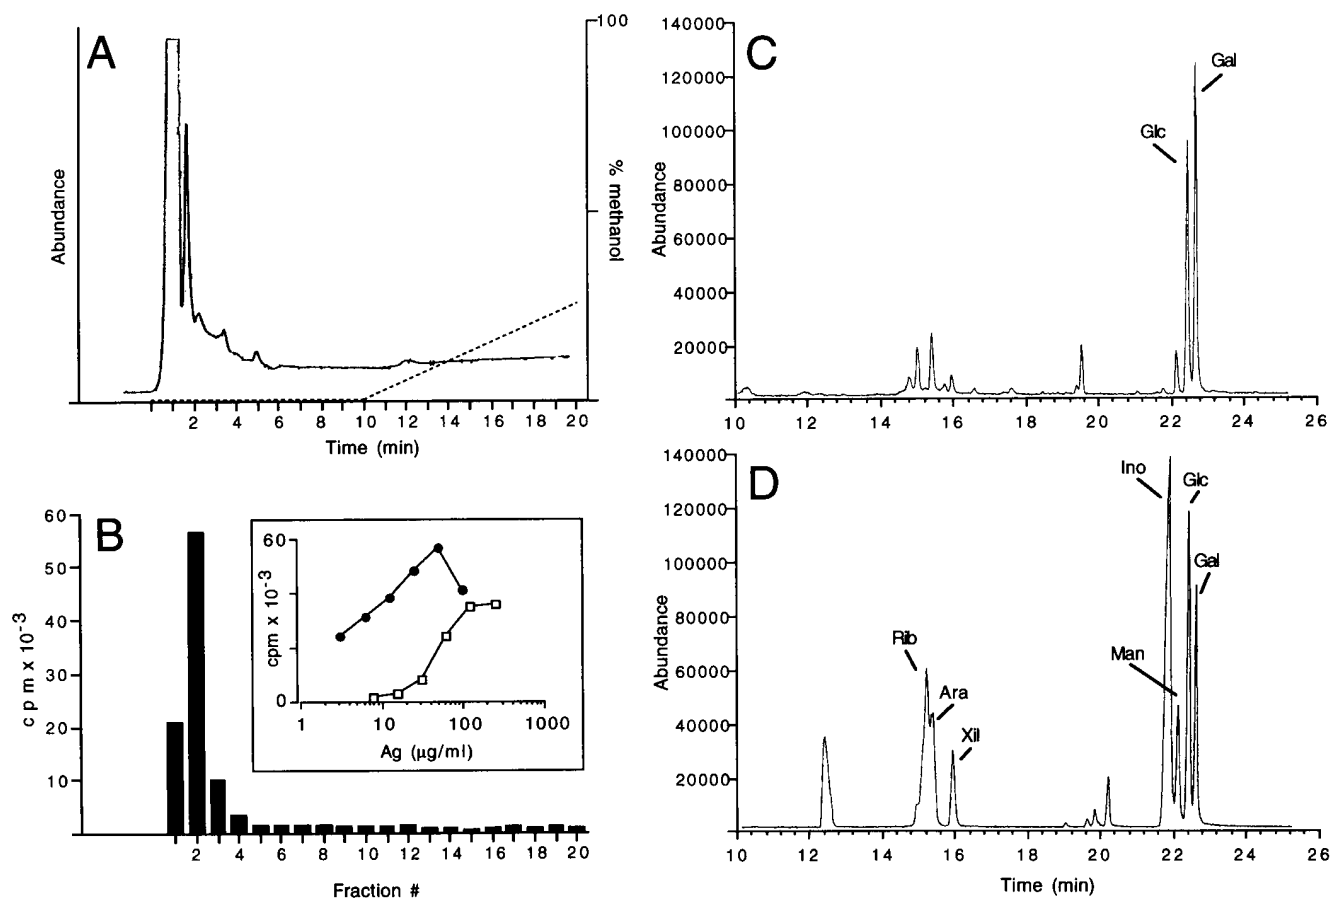 A
Abundance
100
% methanol
2 4 6 8 10 12 14 16 18 20
Time (min)
B
cpm x 10-3
60
50
40
30
20
10
2 4 6 8 10 12 14 16 18 20
Fraction #
60
cpm x 10-3
0
1 10 100 1000
Ag (µg/ml)
C
Abundance
140000
120000
100000
80000
60000
40000
20000
Glc
Gal
10 12 14 16 18 20 22 24 26
D
Abundance
140000
120000
100000
80000
60000
40000
20000
Rib
Ara
Xil
Ino
Man
Glc
Gal
10 12 14 16 18 20 22 24 26
Time (min)